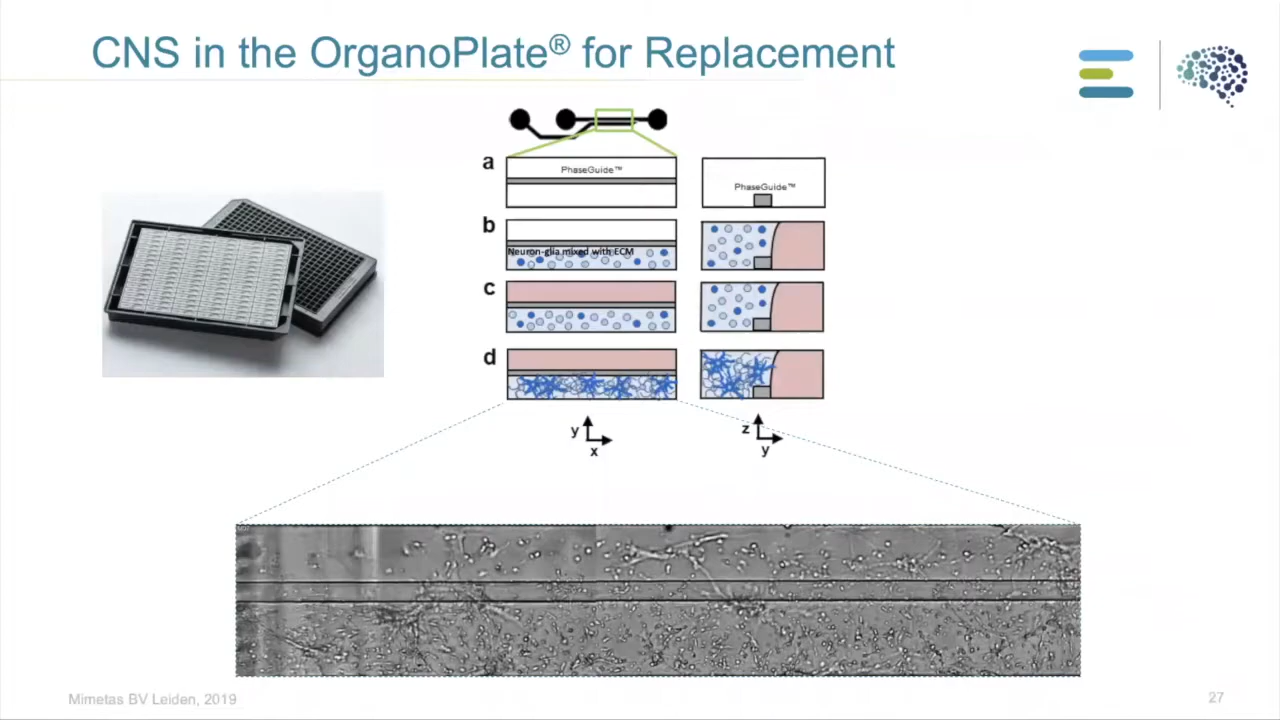 CNS in the OrganoPlate® for Replacement
a
PhaseGuide™
PhaseGuide™
b
Neuron-glia mixed with ECM
c
d
y
x
z
y
Mimetas BV Leiden, 2019
27